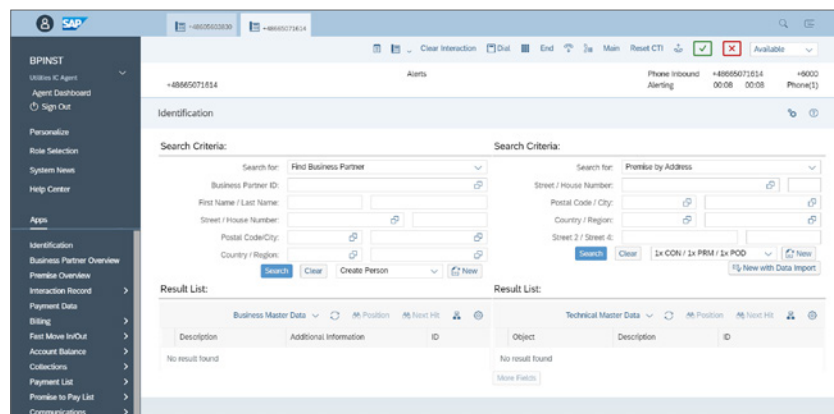 SAP
+48605602830
+48665071614
Clear Interaction Dial End Main Reset CTI Available
BPINST
Utilities IC Agent
Agent Dashboard
Sign Out
Alerts
+48665071614
Phone Inbound +48665071614 +6000
Alerting 00:08 00:08 Phone(1)
Identification
Personalize
Role Selection
System News
Help Center
Apps
Identification
Business Partner Overview
Premise Overview
Interaction Record
Payment Data
Billing
Fast Move In/Out
Account Balance
Collections
Payment List
Promise to Pay List
Communications
Search Criteria:
Search for: Find Business Partner
Business Partner ID:
First Name / Last Name:
Street / House Number:
Postal Code/City:
Country / Region:
Search Clear Create Person New
Result List:
Business Master Data Position Next Hit
Description Additional Information ID
No result found
Search Criteria:
Search for: Premise by Address
Street / House Number:
Postal Code / City:
Country / Region:
Street 2 / Street 4:
Search Clear 1x CON / 1x PRM / 1x POD New
New with Data Import
Result List:
Technical Master Data Position Next Hit
Object Description ID
No result found
More Fields